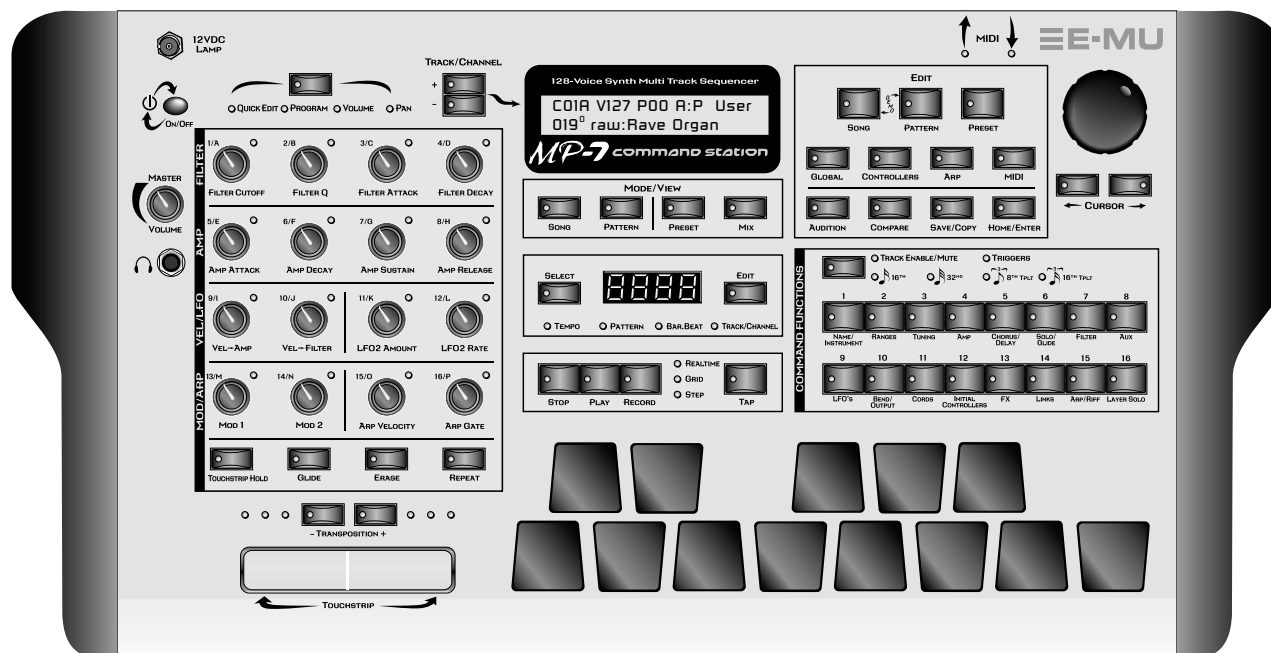 12VDC
Lamp
On/Off
Master
Volume
Quick Edit Program Volume Pan
Track/Channel
+
-
128-Voice Synth Multi Track Sequencer
C01A V127 P00 A:P User
019⁰ raw:Rave Organ
MP-7 command station
MIDI
E-MU
Edit
Song Pattern Preset
Global Controllers Arp MIDI
Audition Compare Save/Copy Home/Enter
Cursor
Filter
1/A 2/B 3/C 4/D
Filter Cutoff Filter Q Filter Attack Filter Decay
Amp
5/E 6/F 7/G 8/H
Amp Attack Amp Decay Amp Sustain Amp Release
Vel/LFO
9/I 10/J 11/K 12/L
Vel→Amp Vel→Filter LFO2 Amount LFO2 Rate
Mod/Arp
13/M 14/N 15/O 16/P
Mod 1 Mod 2 Arp Velocity Arp Gate
Touchstrip Hold Glide Erase Repeat
- Transposition +
Touchstrip
Mode/View
Song Pattern Preset Mix
Select
8888
Edit
Tempo Pattern Bar.Beat Track/Channel
Realtime
Grid
Step
Stop Play Record Tap
Command Functions
Track Enable/Mute Triggers
16th 32nd 3 8th Tplt 3 16th Tplt
1 2 3 4 5 6 7 8
Name/Instrument Ranges Tuning Amp Chorus/Delay Solo/Glide Filter Aux
9 10 11 12 13 14 15 16
LFO's Bend/Output Cords Initial Controllers FX Links Arp/Riff Layer Solo